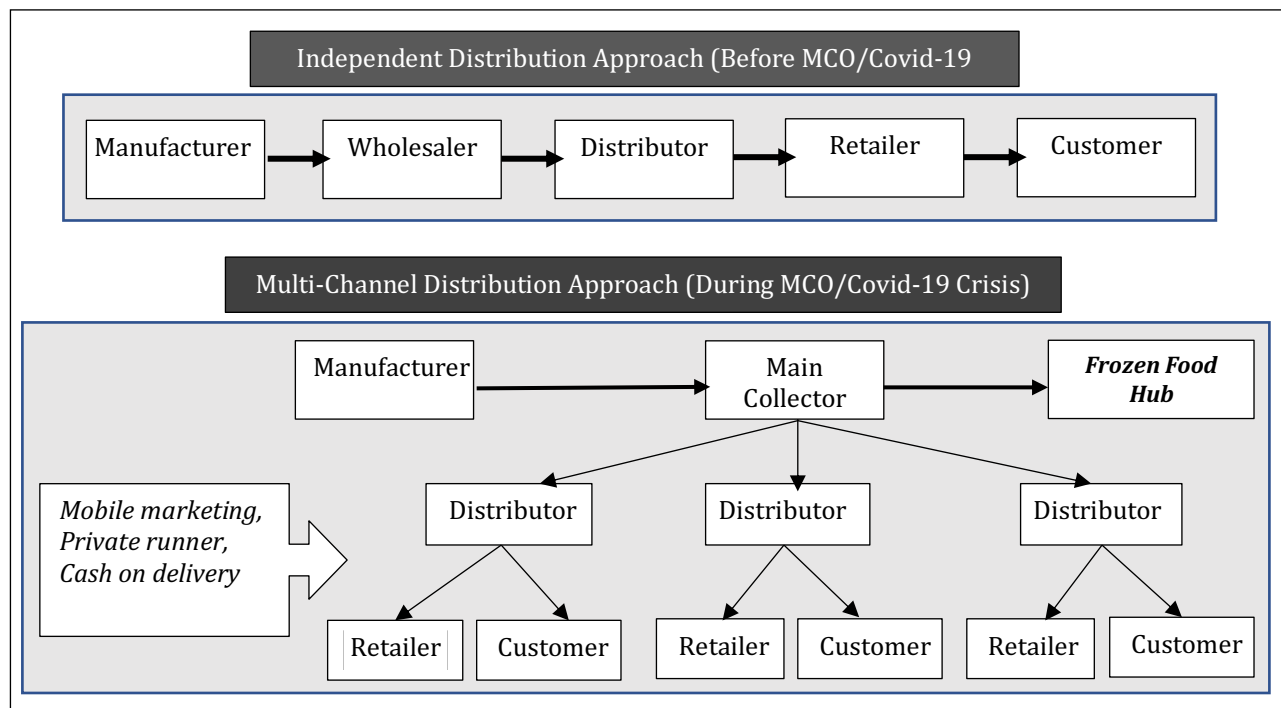 Independent Distribution Approach (Before MCO/Covid-19
Manufacturer
Wholesaler
Distributor
Retailer
Customer
Multi-Channel Distribution Approach (During MCO/Covid-19 Crisis)
Manufacturer
Main
Collector
Frozen Food
Hub
Mobile marketing,
Private runner,
Cash on delivery
Distributor
Distributor
Distributor
Retailer
Customer
Retailer
Customer
Retailer
Customer